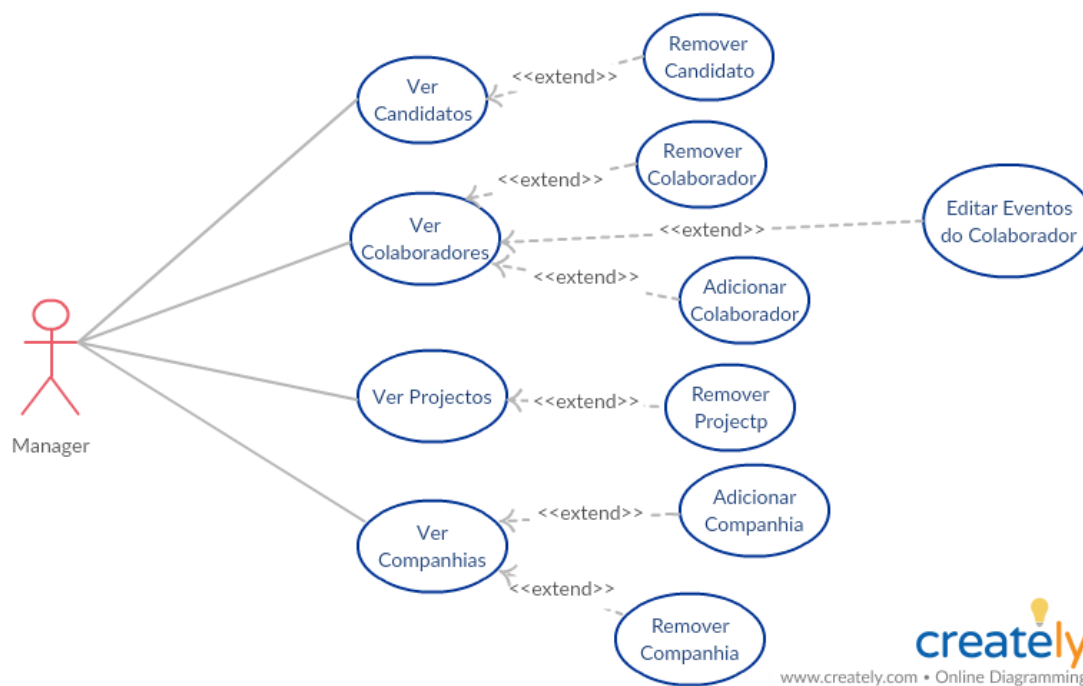 Remover
Candidato
<<extend>>
Ver
Candidatos
Remover
Colaborador
<<extend>>
Editar Eventos
do Colaborador
Ver
Colaboradores
<<extend>>
<<extend>>
Adicionar
Colaborador
Manager
Ver Projectos
<<extend>>
Remover
Projectp
Adicionar
Companhia
<<extend>>
Ver
Companhias
<<extend>>
Remover
Companhia
creately
www.creately.com • Online Diagramming